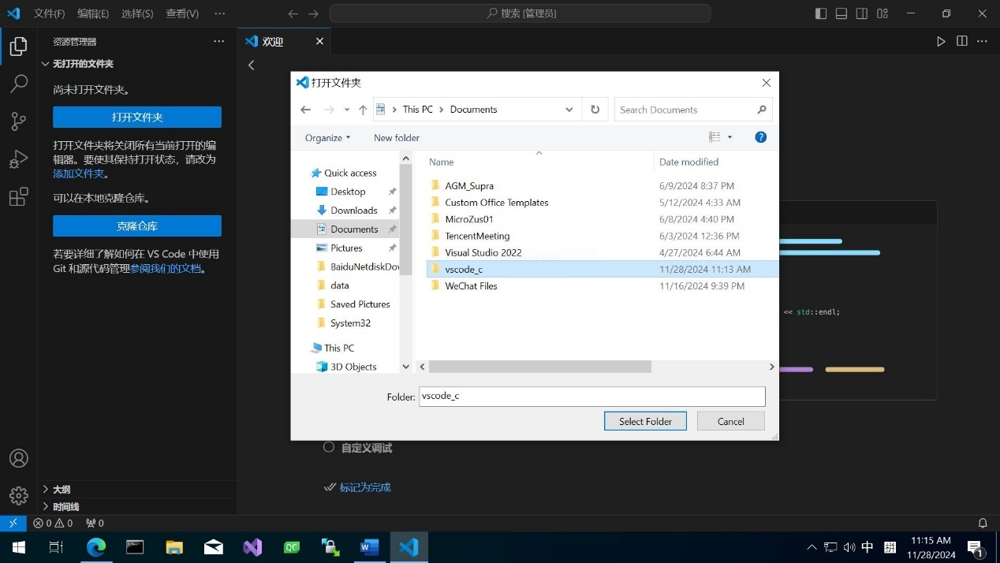 文件(F) 编辑(E) 选择(S) 查看(V) ···
搜索 [管理员]
资源管理器
欢迎
无打开的文件夹
尚未打开文件夹。
打开文件夹
打开文件夹将关闭所有当前打开的编
辑器。要使其保持打开状态，请改为
添加文件夹。
可以在本地克隆仓库。
克隆仓库
若要详细了解如何在 VS Code 中使用
Git 和源代码管理参阅我们的文档。
大纲
时间线
打开文件夹
This PC > Documents
Search Documents
Organize New folder
Name Date modified
Quick access
Desktop
Downloads
Documents
Pictures
BaiduNetdiskDov
data
Saved Pictures
System32
This PC
3D Objects
AGM_Supra 6/9/2024 8:37 PM
Custom Office Templates 5/12/2024 4:33 AM
MicroZus01 6/8/2024 4:40 PM
TencentMeeting 6/3/2024 12:36 PM
Visual Studio 2022 4/27/2024 6:44 AM
vscode_c 11/28/2024 11:13 AM
WeChat Files 11/16/2024 9:39 PM
Folder: vscode_c
Select Folder Cancel
<< std::endl;
自定义调试
标记为完成
0 0 0
QC
中 拼 11:15 AM
11/28/2024
1